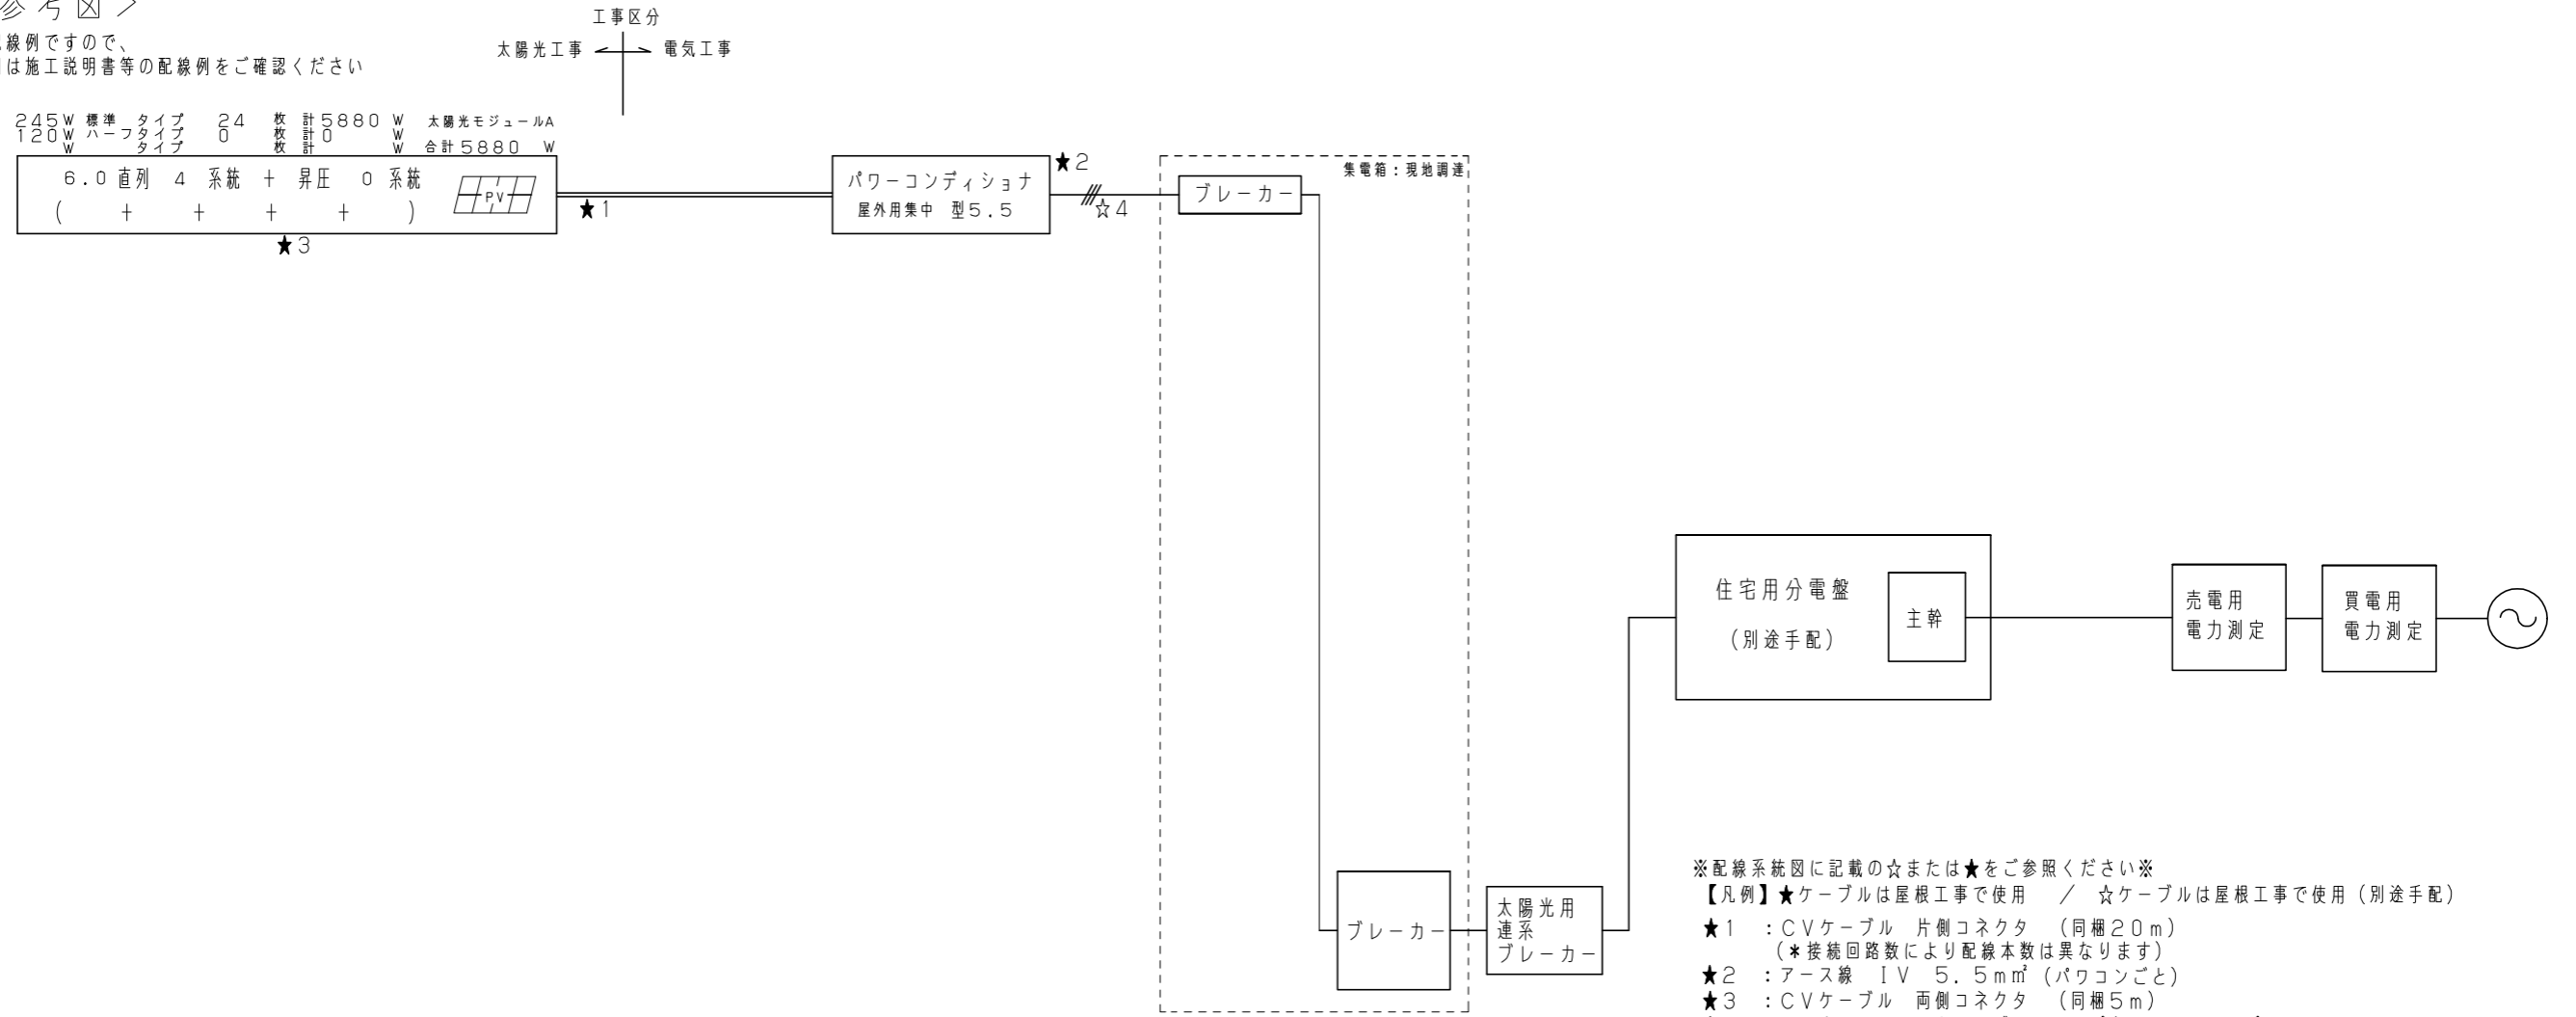 参考図＞
線例ですので、
は施工説明書等の配線例をご確認ください
工事区分
太陽光工事 電気工事
245W 標準 タイプ 24 枚 計5880 W 太陽光モジュールA
120W ハーフタイプ 0 枚 計0 W
W タイプ 枚 計 W 合計5880 W
6.0 直列 4 系統 + 昇圧 0 系統
( + + + + )
PV
★1
★3
パワーコンディショナ
屋外用集中 型5.5
★2
☆4
集電箱：現地調達
ブレーカー
ブレーカー
太陽光用
連系
ブレーカー
住宅用分電盤
(別途手配)
主幹
売電用
電力測定
買電用
電力測定
※配線系統図に記載の☆または★をご参照ください※
【凡例】★ケーブルは屋根工事で使用 ／ ☆ケーブルは屋根工事で使用(別途手配)
★1 ：CVケーブル 片側コネクタ (同梱20m)
(*接続回路数により配線本数は異なります)
★2 ：アース線 IV 5.5m㎡(パワコンごと)
★3 ：CVケーブル 両側コネクタ (同梱5m)